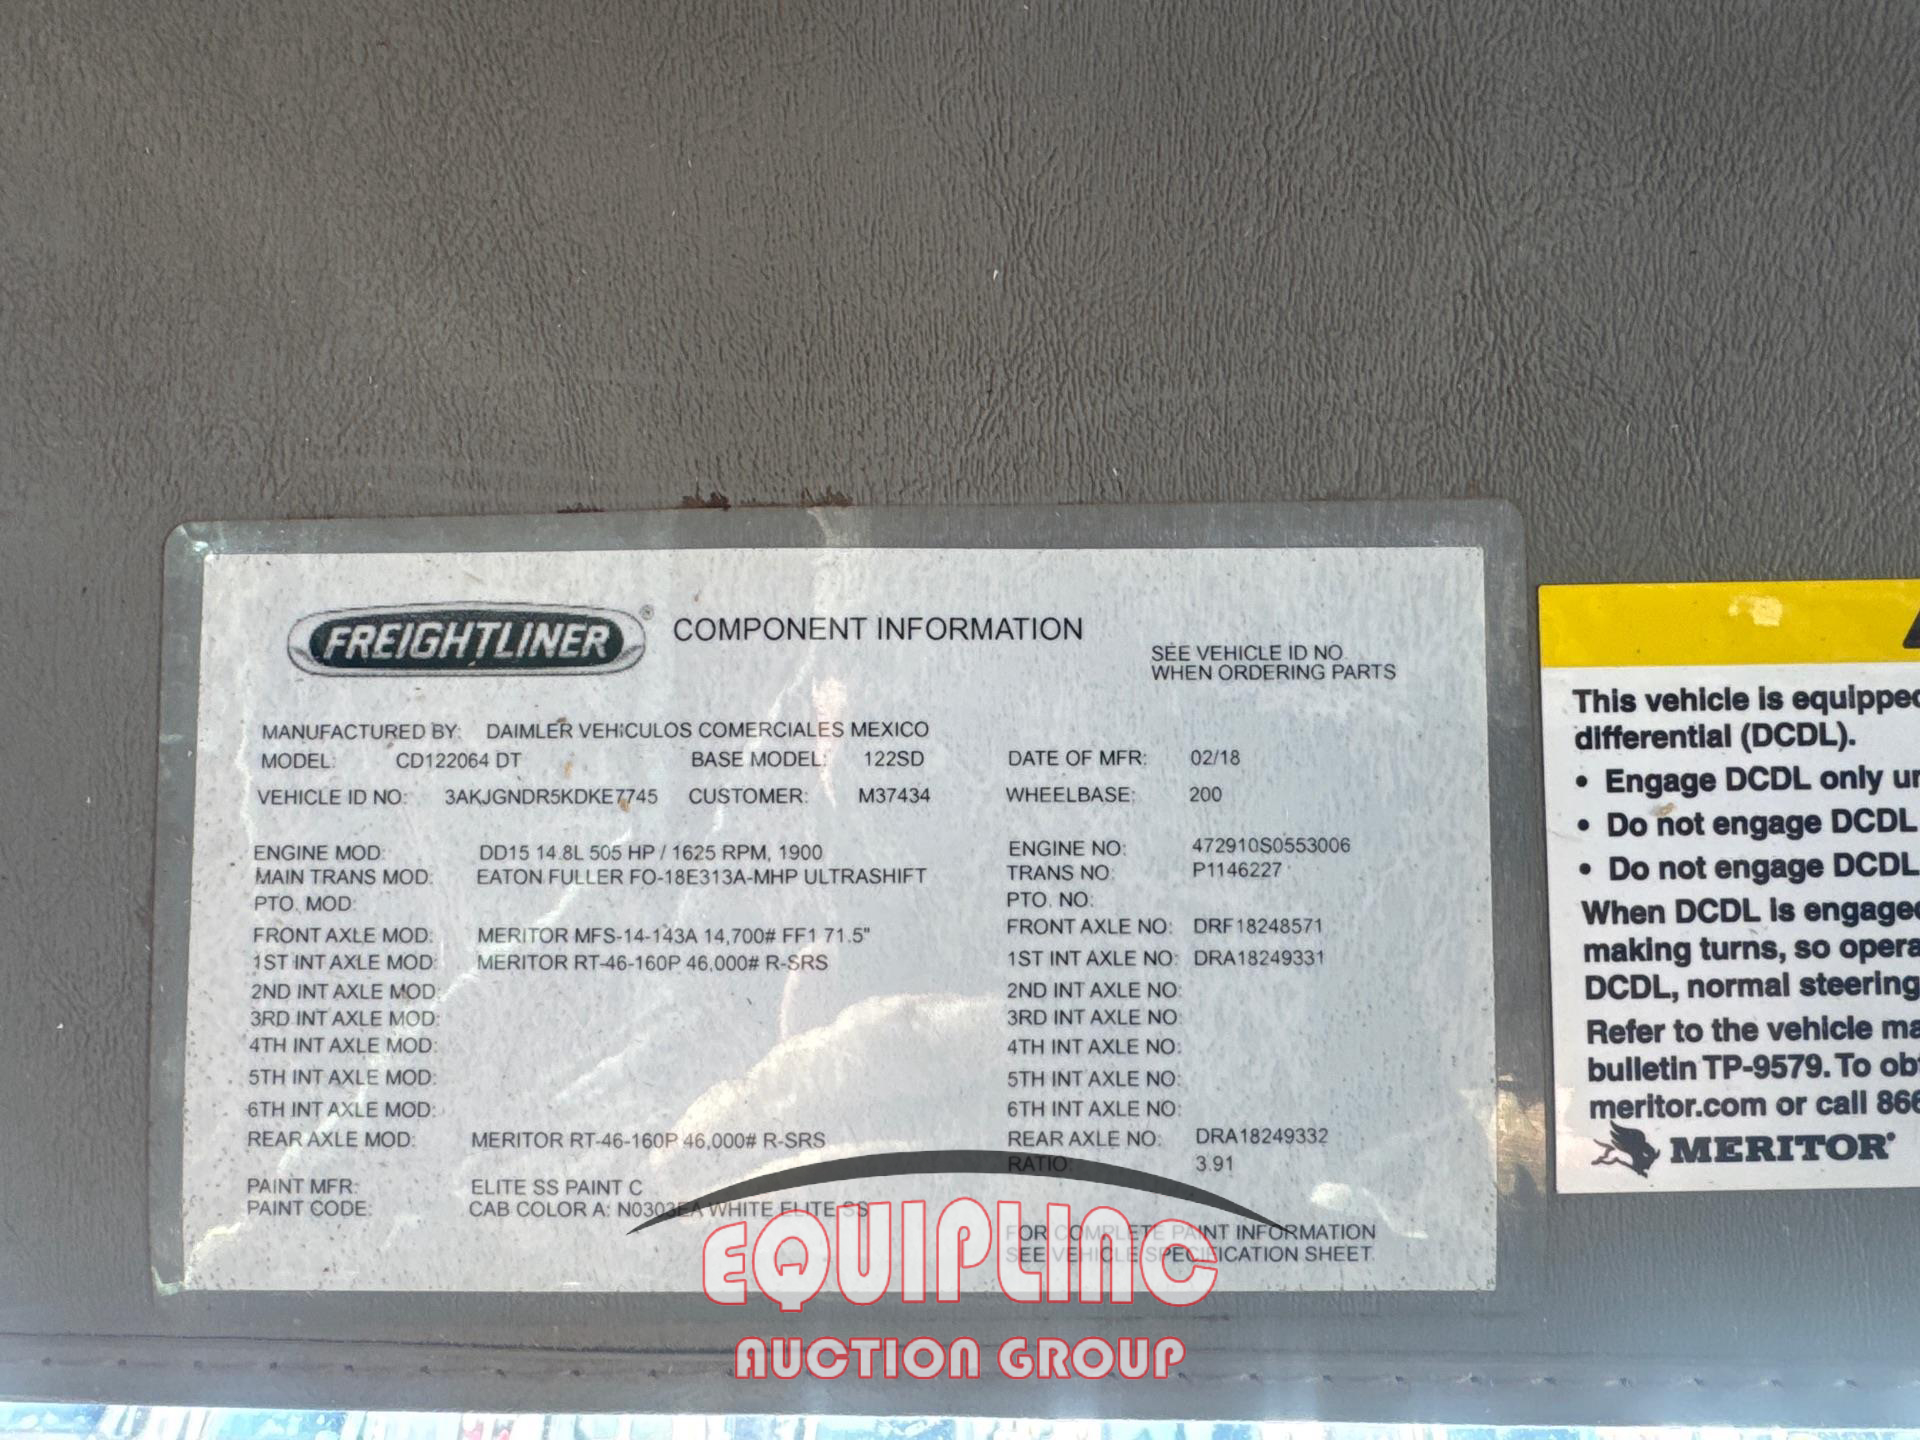 FREIGHTLINER® COMPONENT INFORMATION
SEE VEHICLE ID NO.
WHEN ORDERING PARTS
MANUFACTURED BY: DAIMLER VEHICULOS COMERCIALES MEXICO
MODEL: CD122064 DT BASE MODEL: 122SD DATE OF MFR: 02/18
VEHICLE ID NO: 3AKJGNDR5KDKE7745 CUSTOMER: M37434 WHEELBASE: 200
ENGINE MOD: DD15 14.8L 505 HP / 1625 RPM, 1900 ENGINE NO: 472910S0553006
MAIN TRANS MOD: EATON FULLER FO-18E313A-MHP ULTRASHIFT TRANS NO: P1146227
PTO. MOD: PTO. NO:
FRONT AXLE MOD: MERITOR MFS-14-143A 14,700# FF1 71.5" FRONT AXLE NO: DRF18248571
1ST INT AXLE MOD: MERITOR RT-46-160P 46,000# R-SRS 1ST INT AXLE NO: DRA18249331
2ND INT AXLE MOD: 2ND INT AXLE NO:
3RD INT AXLE MOD: 3RD INT AXLE NO:
4TH INT AXLE MOD: 4TH INT AXLE NO:
5TH INT AXLE MOD: 5TH INT AXLE NO:
6TH INT AXLE MOD: 6TH INT AXLE NO:
REAR AXLE MOD: MERITOR RT-46-160P 46,000# R-SRS REAR AXLE NO: DRA18249332
RATIO: 3.91
PAINT MFR: ELITE SS PAINT C
PAINT CODE: CAB COLOR A: N0303EA WHITE ELITE SS
FOR COMPLETE PAINT INFORMATION
SEE VEHICLE SPECIFICATION SHEET.
This vehicle is equipped
differential (DCDL).
• Engage DCDL only
• Do not engage DCDL
• Do not engage DCDL
When DCDL is engaged
making turns, so
DCDL, normal steering
Refer to the vehicle
bulletin TP-9579. To
meritor.com or call 866
MERITOR®
EQUIPLINC
AUCTION GROUP